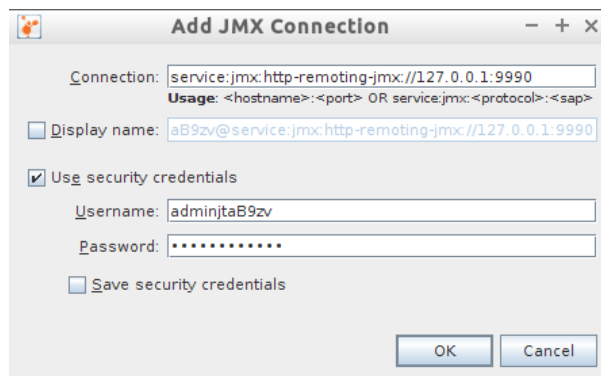 Add JMX Connection
Connection: service:jmx:http-remoting-jmx://127.0.0.1:9990
Usage: <hostname>:<port> OR service:jmx:<protocol>:<sap>
Display name: aB9zv@service:jmx:http-remoting-jmx://127.0.0.1:9990
Use security credentials
Username: adminjtaB9zv
Password: ••••••••••••
Save security credentials
OK Cancel